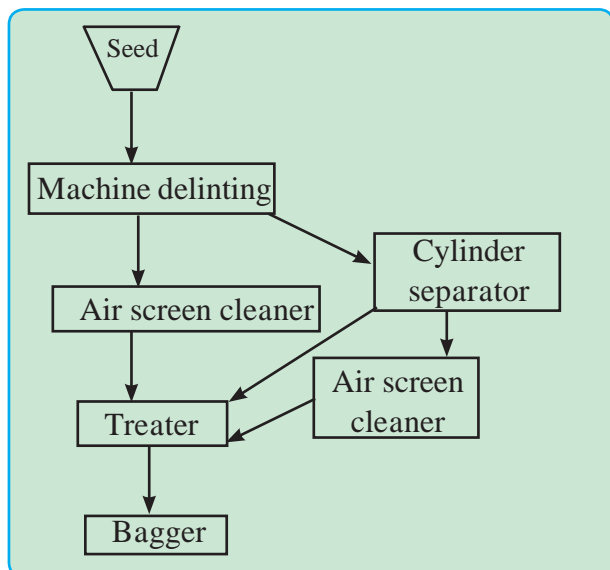 Seed
Machine delinting
Cylinder
separator
Air screen cleaner
Air screen
cleaner
Treater
Bagger